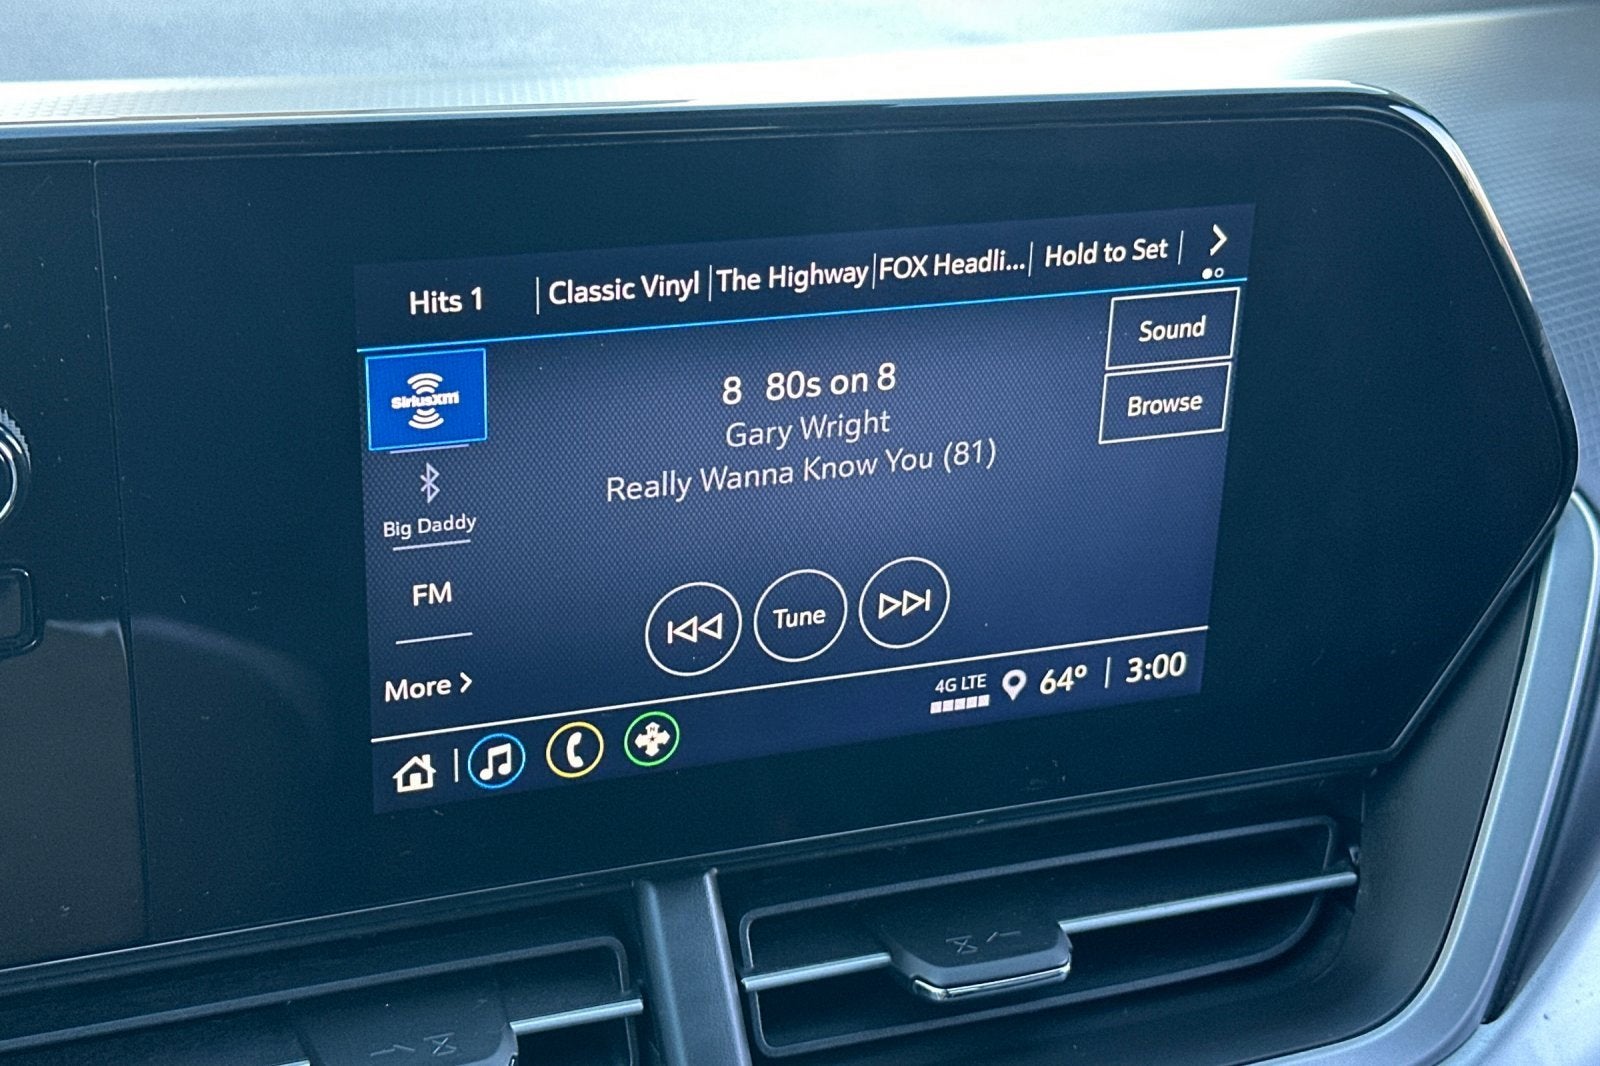 Hits 1 | Classic Vinyl | The Highway | FOX Headli... | Hold to Set |
Sound
Browse
SiriusXM
8 80s on 8
Gary Wright
Really Wanna Know You (81)
Big Daddy
FM
Tune
More
4G LTE 64° | 3:00
N